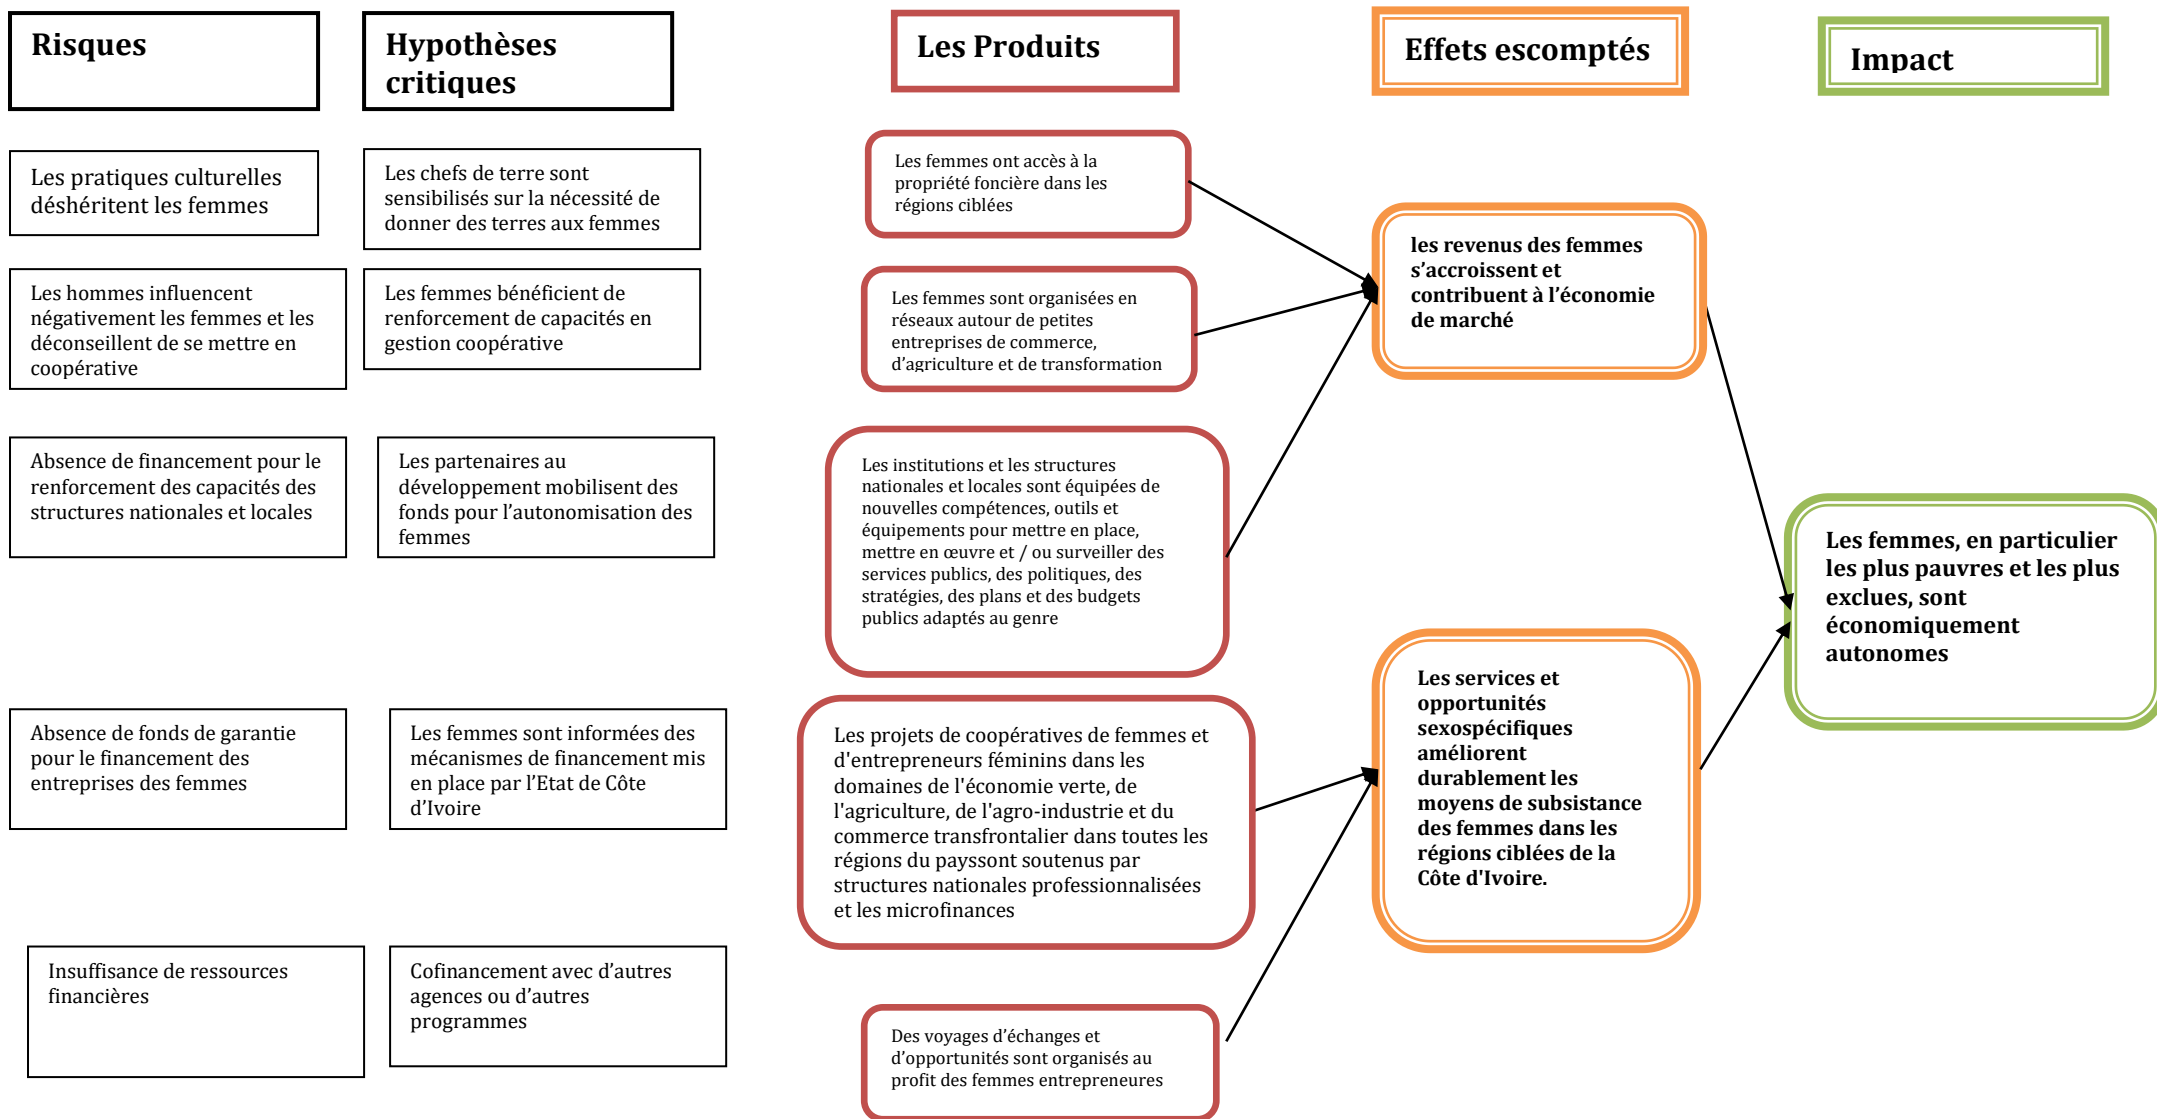 Risques
Hypothèses
critiques
Les Produits
Effets escomptés
Impact
Les pratiques culturelles
déshéritent les femmes
Les chefs de terre sont
sensibilisés sur la nécessité de
donner des terres aux femmes
Les femmes ont accès à la
propriété foncière dans les
régions ciblées
les revenus des femmes
s’accroissent et
contribuent à l’économie
de marché
Les hommes influencent
négativement les femmes et les
déconseillent de se mettre en
coopérative
Les femmes bénéficient de
renforcement de capacités en
gestion coopérative
Les femmes sont organisées en
réseaux autour de petites
entreprises de commerce,
d’agriculture et de transformation
Absence de financement pour le
renforcement des capacités des
structures nationales et locales
Les partenaires au
développement mobilisent des
fonds pour l’autonomisation des
femmes
Les institutions et les structures
nationales et locales sont équipées de
nouvelles compétences, outils et
équipements pour mettre en place,
mettre en œuvre et / ou surveiller des
services publics, des politiques, des
stratégies, des plans et des budgets
publics adaptés au genre
Les femmes, en particulier
les plus pauvres et les plus
exclues, sont
économiquement
autonomes
Absence de fonds de garantie
pour le financement des
entreprises des femmes
Les femmes sont informées des
mécanismes de financement mis
en place par l’Etat de Côte
d’Ivoire
Les projets de coopératives de femmes et
d'entrepreneurs féminins dans les
domaines de l'économie verte, de
l'agriculture, de l'agro-industrie et du
commerce transfrontalier dans toutes les
régions du payssont soutenus par
structures nationales professionnalisées
et les microfinances
Les services et
opportunités
sexospécifiques
améliorent
durablement les
moyens de subsistance
des femmes dans les
régions ciblées de la
Côte d'Ivoire.
Insuffisance de ressources
financières
Cofinancement avec d’autres
agences ou d’autres
programmes
Des voyages d’échanges et
d’opportunités sont organisés au
profit des femmes entrepreneures